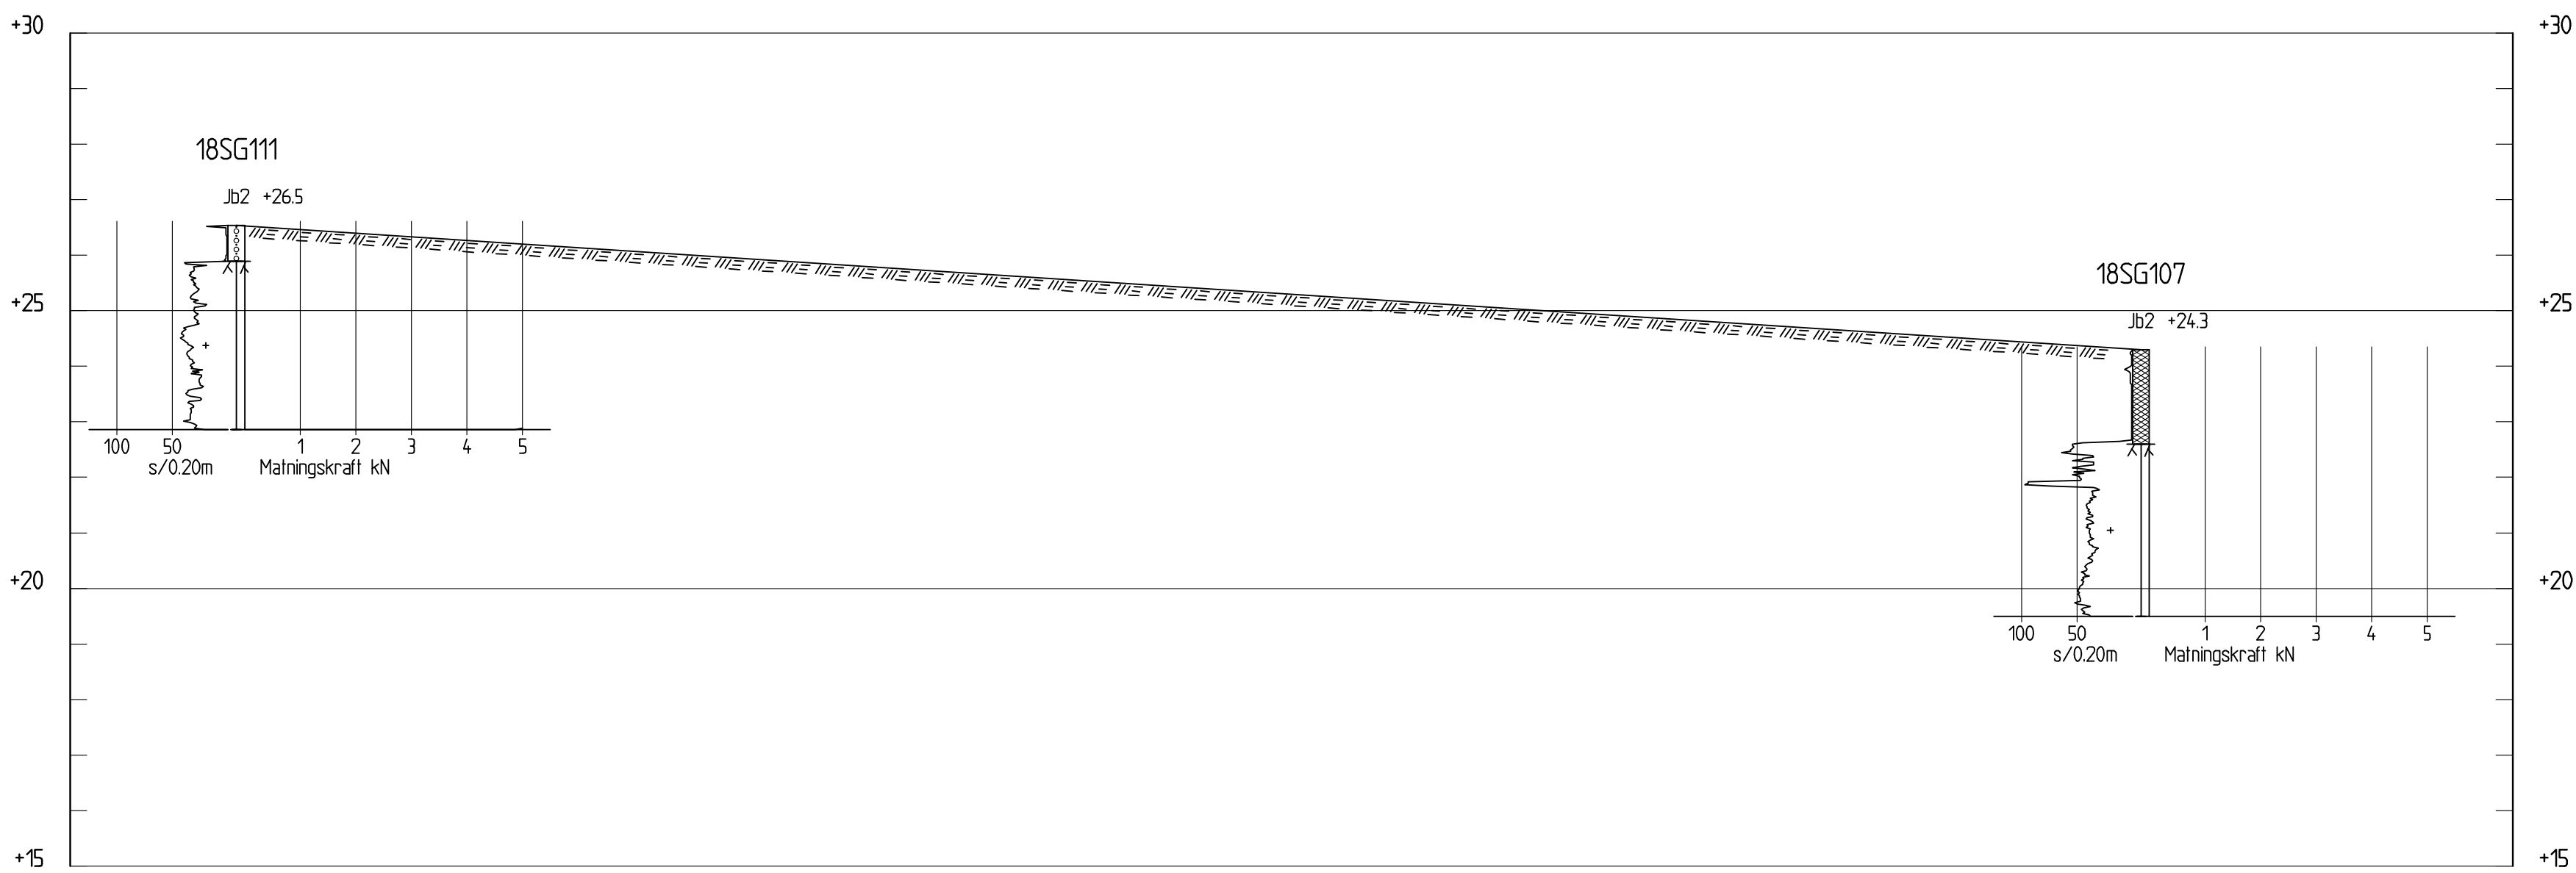 +30 +30
18SG111
Jb2 +26.5
18SG107
+25 +25
Jb2 +24.3
100 50 1 2 3 4 5
s/0.20m Matningskraft kN
+20 +20
100 50 1 2 3 4 5
s/0.20m Matningskraft kN
+15 +15